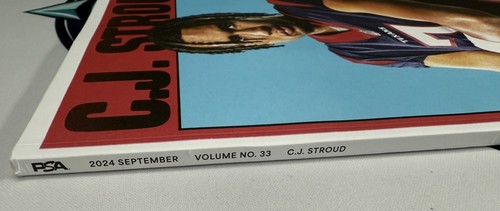 C.J. STROUD
TEXANS
PSA 2024 SEPTEMBER VOLUME NO. 33 C.J. STROUD